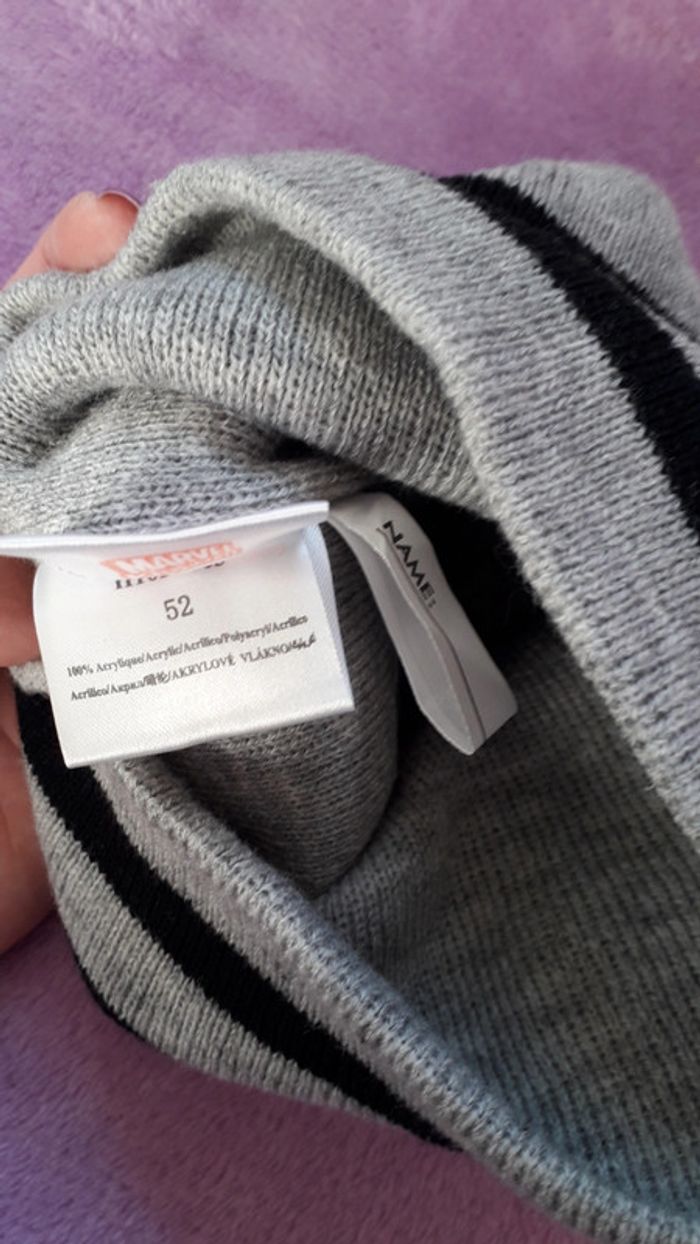 MARVEL
52
100% Acrylique/Acrylic/Acrilico/Polyacryl/Acrílico
Acrílico/Акрил/腈纶/AKRYLOVÉ VLÁKNO/
NAME: